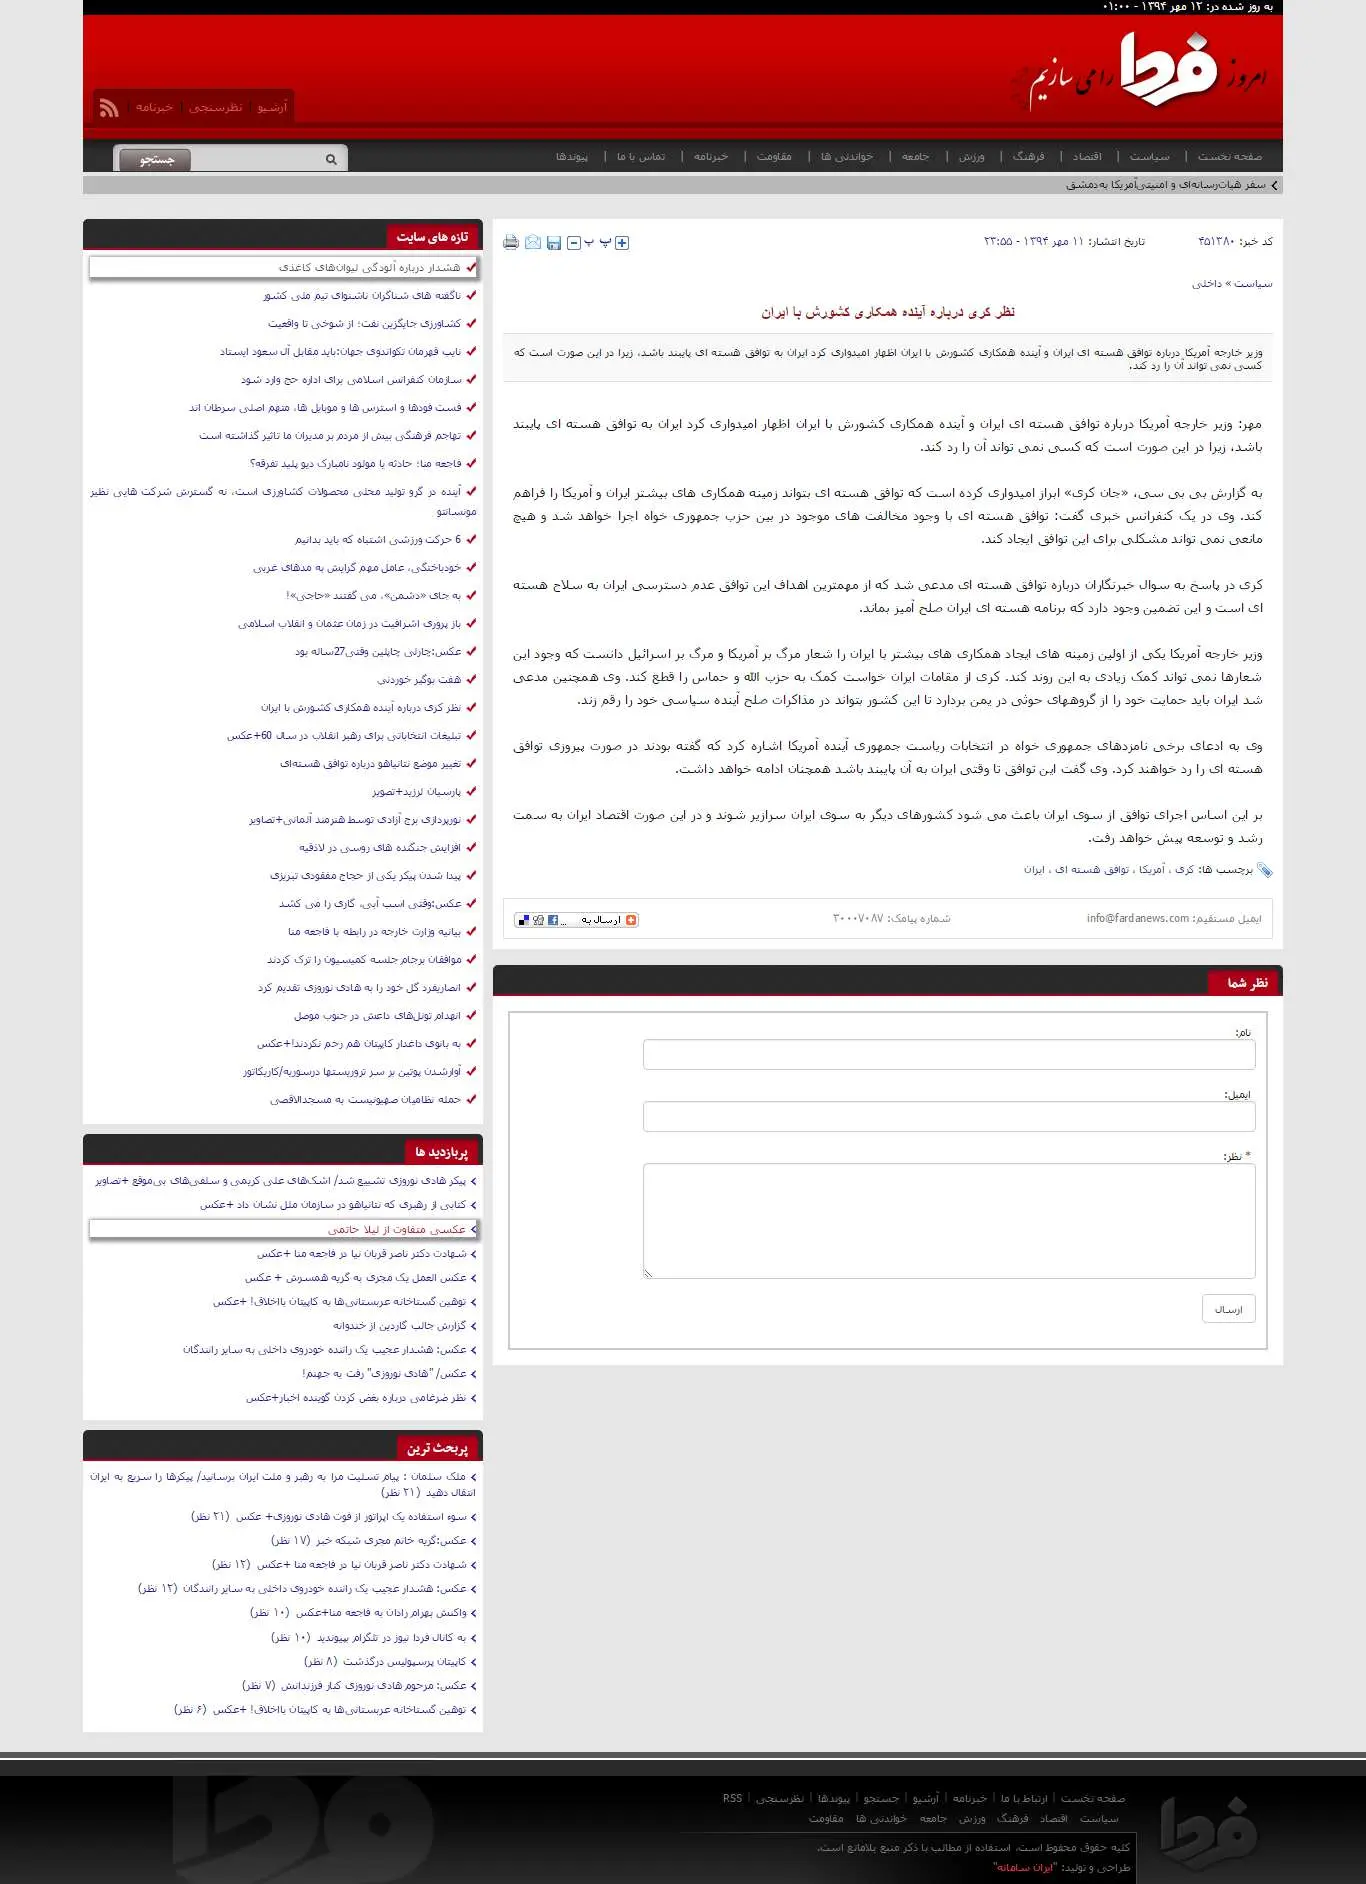 به روز شده در: ۱۲ مهر ۱۳۹۴ - ۰۱:۰۰
امروز فردا را می سازیم
آرشیو | نظرسنجی | خبرنامه
صفحه نخست | سیاست | اقتصاد | فرهنگ | ورزش | جامعه | خواندنی ها | مقاومت | خبرنامه | تماس با ما | پیوندها
جستجو
سفر هیات‌رسانه‌ای و امنیتی‌آمریکا به‌دمشق
کد خبر: ۴۵۱۳۸۰
تاریخ انتشار: ۱۱ مهر ۱۳۹۴ - ۲۳:۵۵
سیاست » داخلی
نظر کری درباره آینده همکاری کشورش با ایران
وزیر خارجه آمریکا درباره توافق هسته ای ایران و آینده همکاری کشورش با ایران اظهار امیدواری کرد ایران به توافق هسته ای پایبند باشد، زیرا در این صورت است که
کسی نمی تواند آن را رد کند.
مهر: وزیر خارجه آمریکا درباره توافق هسته ای ایران و آینده همکاری کشورش با ایران اظهار امیدواری کرد ایران به توافق هسته ای پایبند
باشد، زیرا در این صورت است که کسی نمی تواند آن را رد کند.
به گزارش بی بی سی، «جان کری» ابراز امیدواری کرده است که توافق هسته ای بتواند زمینه همکاری های بیشتر ایران و آمریکا را فراهم
کند. وی در یک کنفرانس خبری گفت: توافق هسته ای با وجود مخالفت های موجود در بین حزب جمهوری خواه اجرا خواهد شد و هیچ
مانعی نمی تواند مشکلی برای این توافق ایجاد کند.
کری در پاسخ به سوال خبرنگاران درباره توافق هسته ای مدعی شد که از مهمترین اهداف این توافق عدم دسترسی ایران به سلاح هسته
ای است و این تضمین وجود دارد که برنامه هسته ای ایران صلح آمیز بماند.
وزیر خارجه آمریکا یکی از اولین زمینه های ایجاد همکاری های بیشتر با ایران را شعار مرگ بر آمریکا و مرگ بر اسرائیل دانست که وجود این
شعارها نمی تواند کمک زیادی به این روند کند. کری از مقامات ایران خواست کمک به حزب الله و حماس را قطع کند. وی همچنین مدعی
شد ایران باید حمایت خود را از گروههای حوثی در یمن بردارد تا این کشور بتواند در مذاکرات صلح آینده سیاسی خود را رقم زند.
وی به ادعای برخی نامزدهای جمهوری خواه در انتخابات ریاست جمهوری آینده آمریکا اشاره کرد که گفته بودند در صورت پیروزی توافق
هسته ای را رد خواهند کرد. وی گفت این توافق تا وقتی ایران به آن پایبند باشد همچنان ادامه خواهد داشت.
بر این اساس اجرای توافق از سوی ایران باعث می شود کشورهای دیگر به سوی ایران سرازیر شوند و در این صورت اقتصاد ایران به سمت
رشد و توسعه پیش خواهد رفت.
برچسب ها: کری ، آمریکا ، توافق هسته ای ، ایران
ایمیل مستقیم: info@fardanews.com
شماره پیامک: ۳۰۰۰۷۰۸۷
ارسال به ...
نظر شما
نام:
ایمیل:
* نظر:
ارسال
تازه های سایت
هشدار درباره آلودگی لیوان‌های کاغذی
ناگفته های شناگران ناشنوای تیم ملی کشور
کشاورزی جایگزین نفت؛ از شوخی تا واقعیت
نایب قهرمان تکواندوی جهان:باید مقابل آل سعود ایستاد
سازمان کنفرانس اسلامی برای اداره حج وارد شود
فست فودها و استرس ها و موبایل ها، متهم اصلی سرطان اند
تهاجم فرهنگی بیش از مردم بر مدیران ما تاثیر گذاشته است
فاجعه منا؛ حادثه یا مولود نامبارک دیو پلید تفرقه؟
آینده در گرو تولید محلی محصولات کشاورزی است، نه گسترش شرکت هایی نظیر
مونسانتو
6 حرکت ورزشی اشتباه که باید بدانیم
خودباختگی، عامل مهم گرایش به مدهای غربی
به جای «دشمن»، می گفتند «حاجی»!
باز پروری اشرافیت در زمان عثمان و انقلاب اسلامی
عکس:چارلی چاپلین وقتی27ساله بود
هفت بوگیر خوردنی
نظر کری درباره آینده همکاری کشورش با ایران
تبلیغات انتخاباتی برای رهبر انقلاب در سال 60+عکس
تغییر موضع نتانیاهو درباره توافق هسته‌ای
پارسیان لرزید+تصویر
نورپردازی برج آزادی توسط هنرمند آلمانی+تصاویر
افزایش جنگنده های روسی در لاذقیه
پیدا شدن پیکر یکی از حجاج مفقودی تبریزی
عکس:وقتی اسب آبی، گاری را می کشد
بیانیه وزارت خارجه در رابطه با فاجعه منا
موافقان برجام جلسه کمیسیون را ترک کردند
انصاریفرد گل خود را به هادی نوروزی تقدیم کرد
انهدام تونل‌های داعش در جنوب موصل
به بانوی داغدار کاپیتان هم رحم نکردند!+عکس
آوارشدن پوتین بر سر تروریستها درسوریه/کاریکاتور
حمله نظامیان صهیونیست به مسجدالاقصی
پربازدید ها
پیکر هادی نوروزی تشییع شد/ اشک‌های علی کریمی و سلفی‌های بی‌موقع +تصاویر
کتابی از رهبری که نتانیاهو در سازمان ملل نشان داد +عکس
عکسی متفاوت از لیلا حاتمی
شهادت دکتر ناصر قربان نیا در فاجعه منا +عکس
عکس العمل یک مجری به گریه همسرش + عکس
توهین گستاخانه عربستانی‌ها به کاپیتان بااخلاق! +عکس
گزارش جالب گاردین از خندوانه
عکس: هشدار عجیب یک راننده خودروی داخلی به سایر رانندگان
عکس/ "هادی نوروزی" رفت به جهنم!
نظر ضرغامی درباره بغض کردن گوینده اخبار+عکس
پربحث ترین
ملک سلمان : پیام تسلیت مرا به رهبر و ملت ایران برسانید/ پیکرها را سریع به ایران
انتقال دهید (۲۱ نظر)
سوء استفاده یک اپراتور از فوت هادی نوروزی+ عکس (۲۱ نظر)
عکس:گریه خانم مجری شبکه خبر (۱۷ نظر)
شهادت دکتر ناصر قربان نیا در فاجعه منا +عکس (۱۲ نظر)
عکس: هشدار عجیب یک راننده خودروی داخلی به سایر رانندگان (۱۲ نظر)
واکنش بهرام رادان به فاجعه منا+عکس (۱۰ نظر)
به کانال فردا نیوز در تلگرام بپیوندید (۱۰ نظر)
کاپیتان پرسپولیس درگذشت (۸ نظر)
عکس: مرحوم هادی نوروزی کنار فرزندانش (۷ نظر)
توهین گستاخانه عربستانی‌ها به کاپیتان بااخلاق! +عکس (۶ نظر)
فردا
صفحه نخست | ارتباط با ما | خبرنامه | آرشیو | جستجو | پیوندها | نظرسنجی | RSS
سیاست اقتصاد فرهنگ ورزش جامعه خواندنی ها مقاومت
کلیه حقوق محفوظ است. استفاده از مطالب با ذکر منبع بلامانع است.
طراحی و تولید: "ایران سامانه"